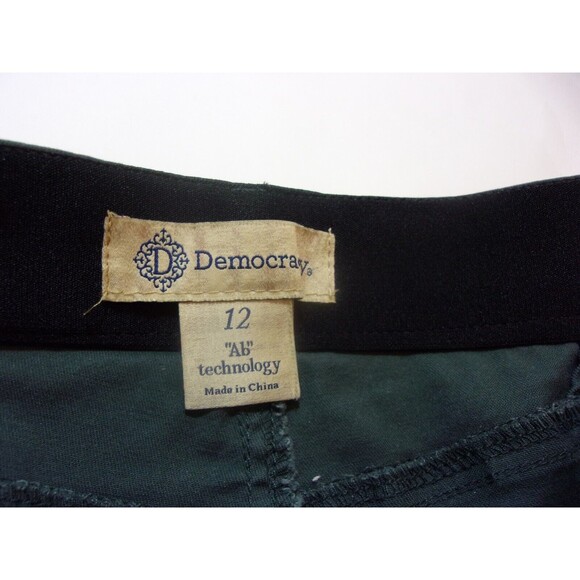 D Democracy®
12
"Ab"
technology
Made in China